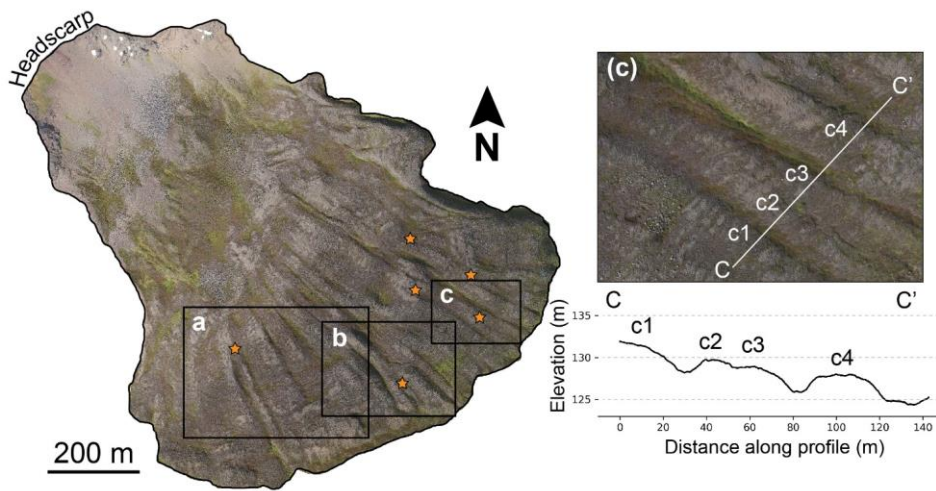 Headscarp
N
a
b
c
200 m
(c)
C'
c4
c3
c2
c1
C
C C'
Elevation (m)
135
130
125
c1 c2 c3 c4
0 20 40 60 80 100 120 140
Distance along profile (m)